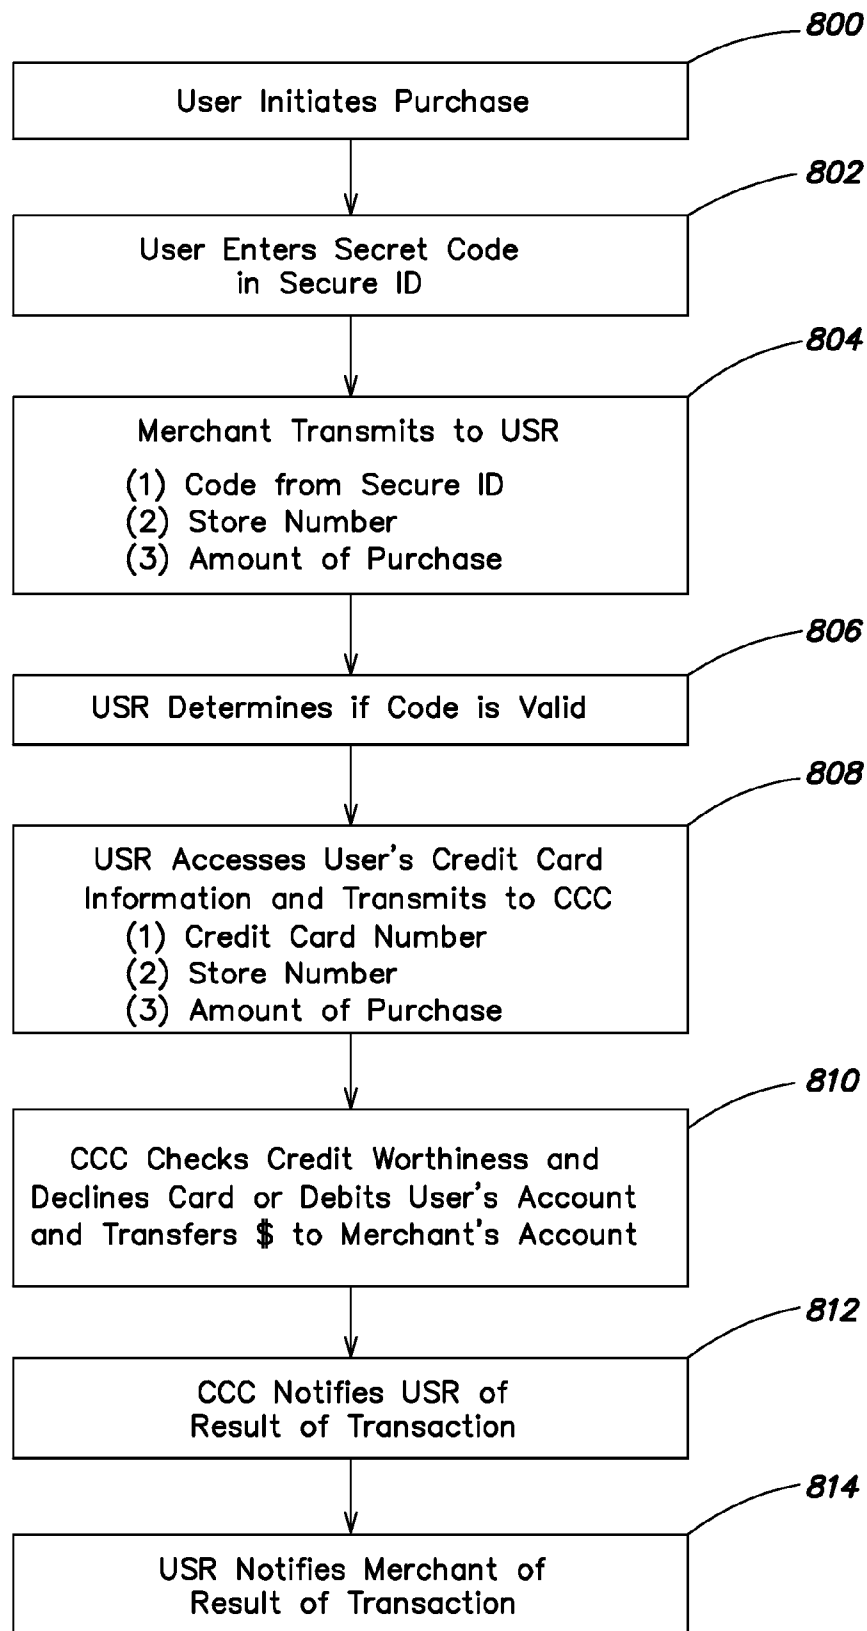 800
User Initiates Purchase
802
User Enters Secret Code
in Secure ID
804
Merchant Transmits to USR
(1) Code from Secure ID
(2) Store Number
(3) Amount of Purchase
806
USR Determines if Code is Valid
808
USR Accesses User's Credit Card
Information and Transmits to CCC
(1) Credit Card Number
(2) Store Number
(3) Amount of Purchase
810
CCC Checks Credit Worthiness and
Declines Card or Debits User's Account
and Transfers $ to Merchant's Account
812
CCC Notifies USR of
Result of Transaction
814
USR Notifies Merchant of
Result of Transaction